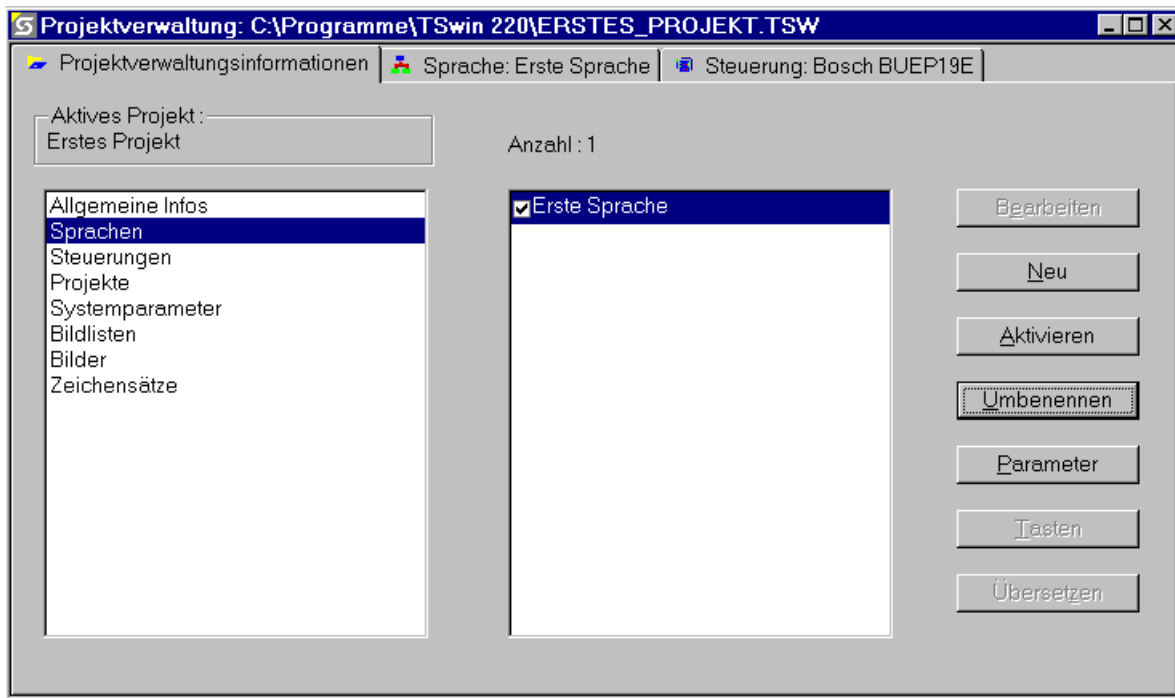 Projektverwaltung: C:\Programme\TSwin 220\ERSTES_PROJEKT.TSW
Projektverwaltungsinformationen
Sprache: Erste Sprache
Steuerung: Bosch BUEP19E
Aktives Projekt :
Erstes Projekt
Anzahl : 1
Allgemeine Infos
Sprachen
Steuerungen
Projekte
Systemparameter
Bildlisten
Bilder
Zeichensätze
Erste Sprache
Bearbeiten
Neu
Aktivieren
Umbenennen
Parameter
Tasten
Übersetzen